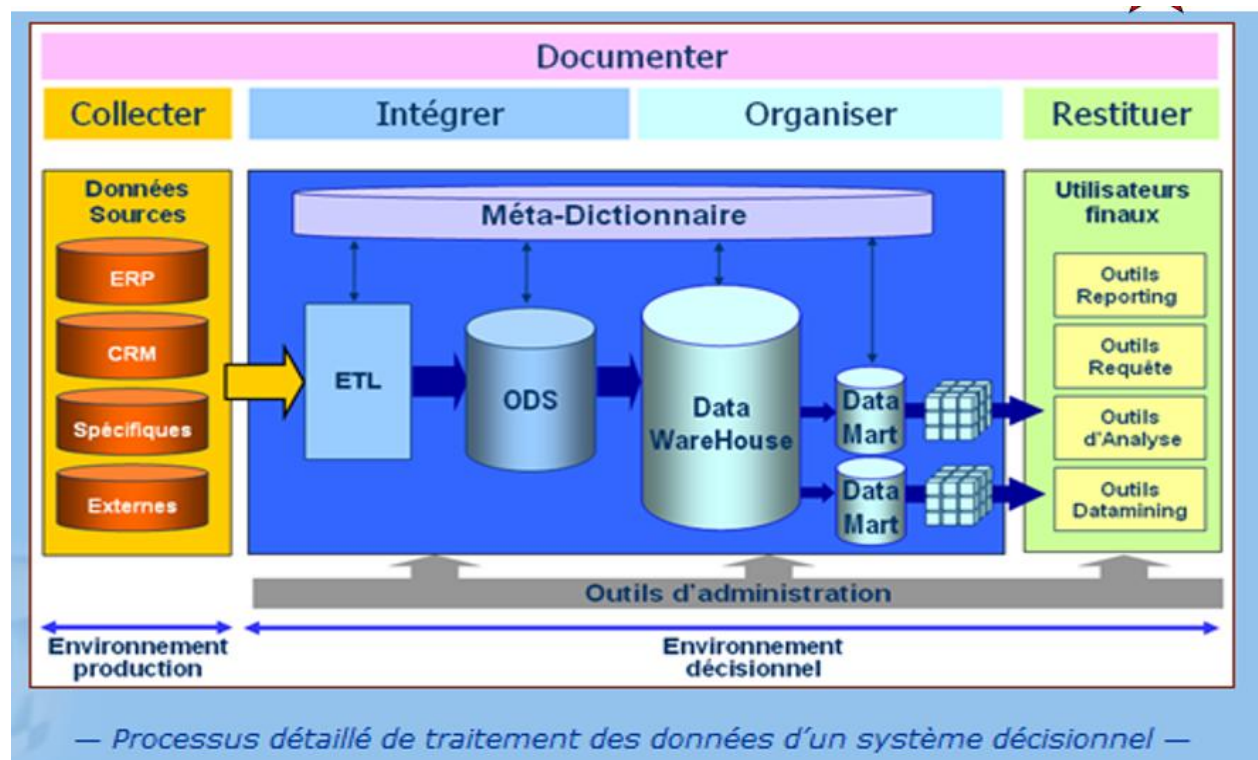 Documenter
Collecter
Intégrer
Organiser
Restituer
Données
Sources
ERP
CRM
Spécifiques
Externes
Méta-Dictionnaire
ETL
ODS
Data
WareHouse
Data
Mart
Data
Mart
Utilisateurs
finaux
Outils
Reporting
Outils
Requête
Outils
d'Analyse
Outils
Datamining
Outils d'administration
Environnement
production
Environnement
décisionnel
— Processus détaillé de traitement des données d'un système décisionnel —